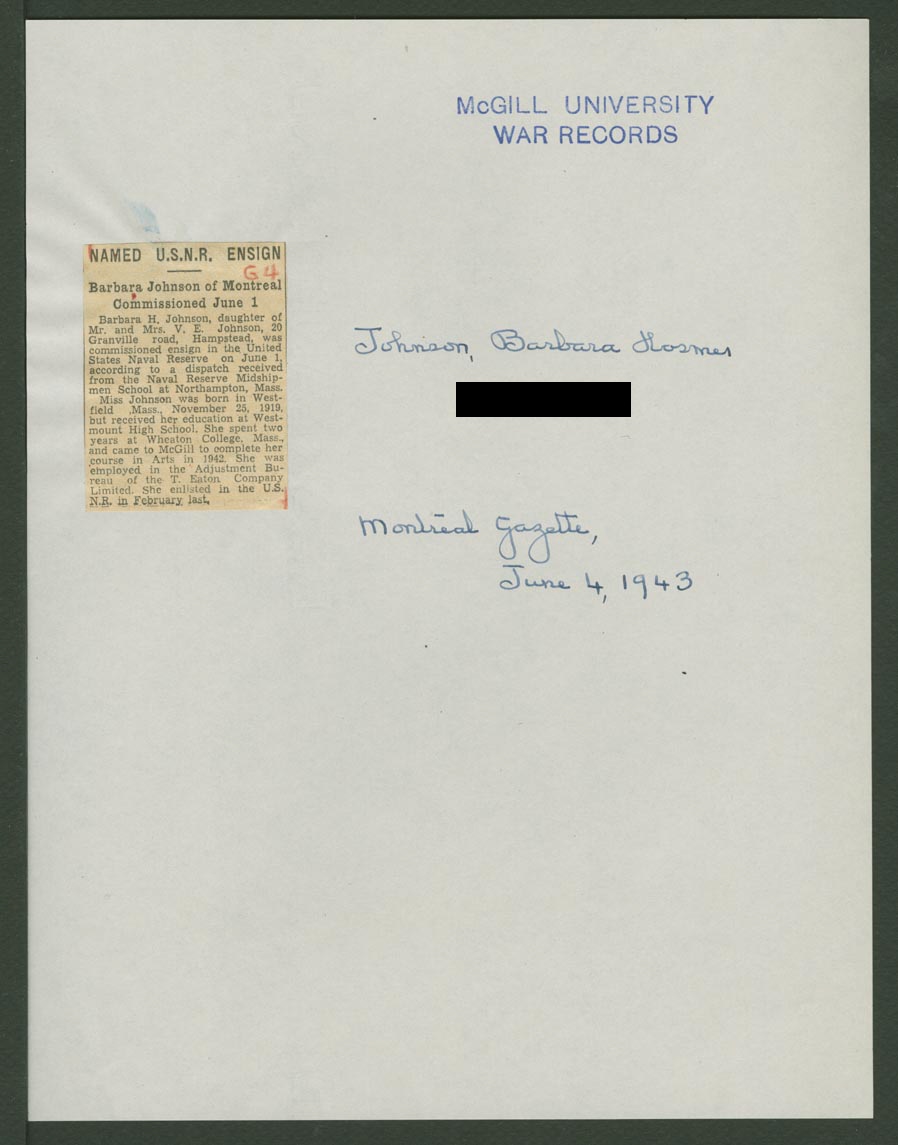 McGILL UNIVERSITY
WAR RECORDS
NAMED U.S.N.R. ENSIGN
G4
Barbara Johnson of Montreal
Commissioned June 1
Barbara H. Johnson, daughter of
Mr. and Mrs. V. E. Johnson, 20
Granville road, Hampstead, was
commissioned ensign in the United
States Naval Reserve on June 1,
according to a dispatch received
from the Naval Reserve Midship-
men School at Northampton, Mass.
Miss Johnson was born in West-
field ,Mass., November 25, 1919,
but received her education at West-
mount High School. She spent two
years at Wheaton College, Mass.,
and came to McGill to complete her
course in Arts in 1942. She was
employed in the Adjustment Bu-
reau of the T. Eaton Company
Limited. She enlisted in the U.S.
N.R. in February last.
Johnson, Barbara Hosmer
Montreal Gazette,
June 4, 1943